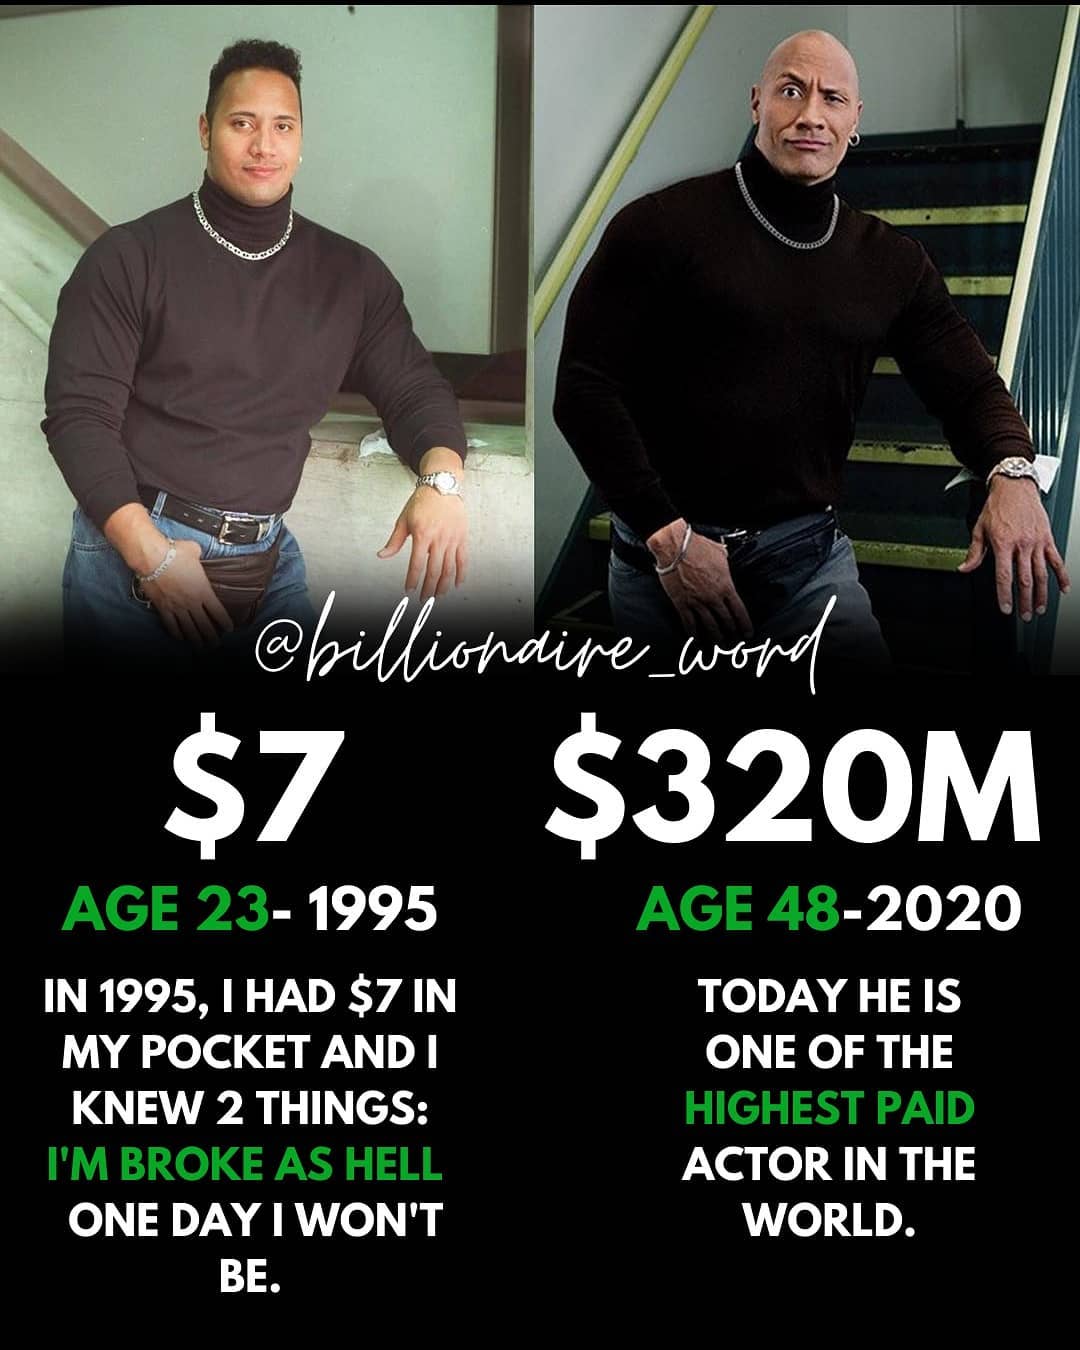 @billiondaire_word
$7
AGE 23- 1995
IN 1995, I HAD $7 IN
MY POCKET AND I
KNEW 2 THINGS:
I'M BROKE AS HELL
ONE DAY I WON'T
BE.
$320M
AGE 48-2020
TODAY HE IS
ONE OF THE
HIGHEST PAID
ACTOR IN THE
WORLD.